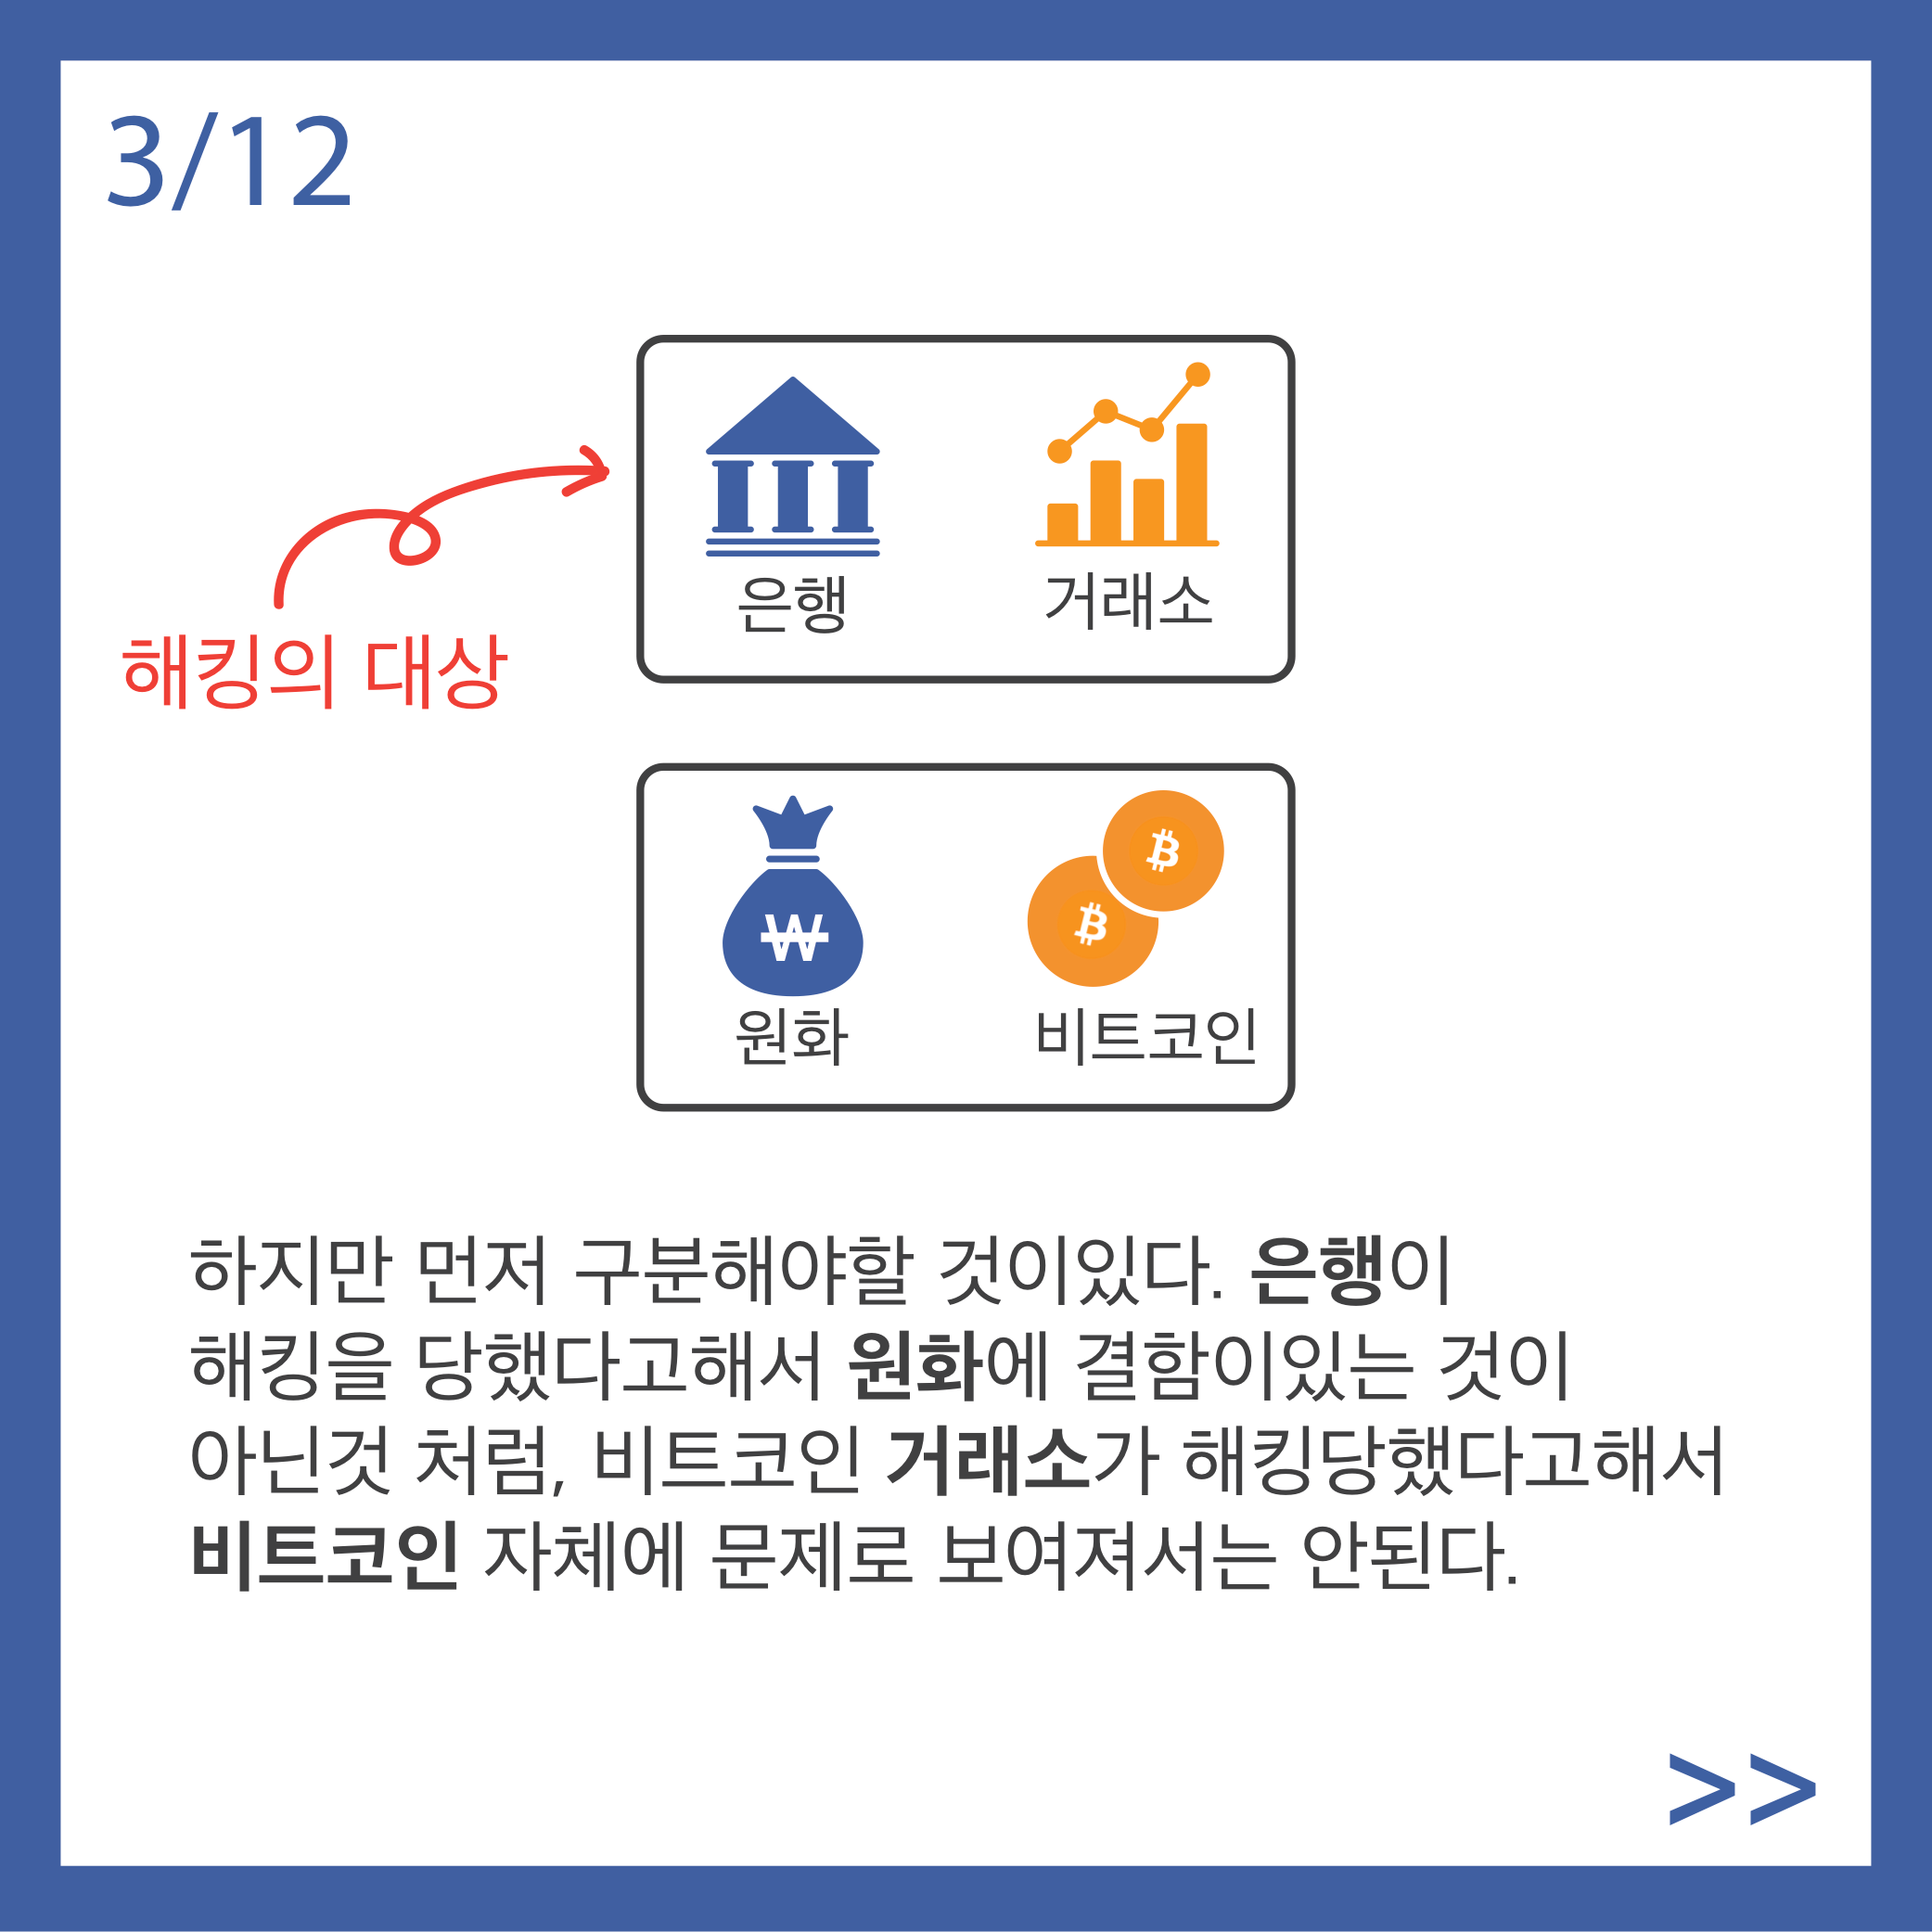 3/12
은행
거래소
해킹의 대상
₩
원화
비트코인
하지만 먼저 구분해야할 것이있다. 은행이
해킹을 당했다고해서 원화에 결함이있는 것이
아닌것 처럼, 비트코인 거래소가 해킹당했다고해서
비트코인 자체에 문제로 보여져서는 안된다.
>>